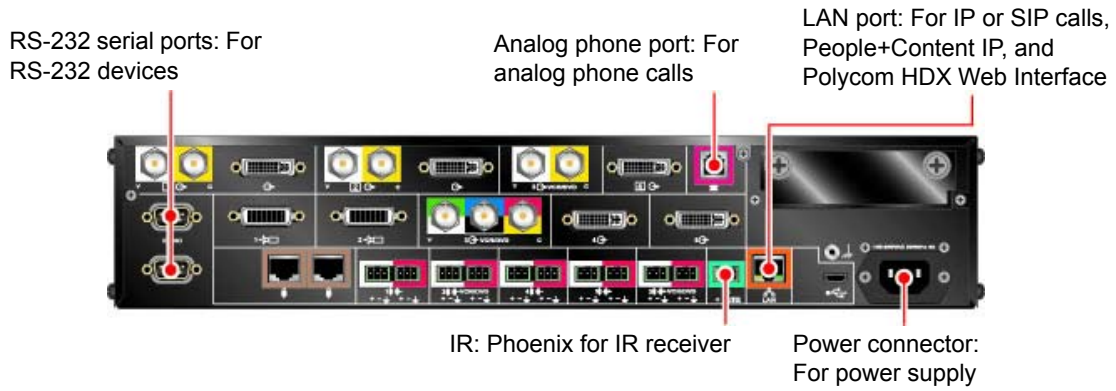 LAN port: For IP or SIP calls,
People+Content IP, and
Polycom HDX Web Interface
RS-232 serial ports: For
RS-232 devices
Analog phone port: For
analog phone calls
LAN
IR: Phoenix for IR receiver
Power connector:
For power supply